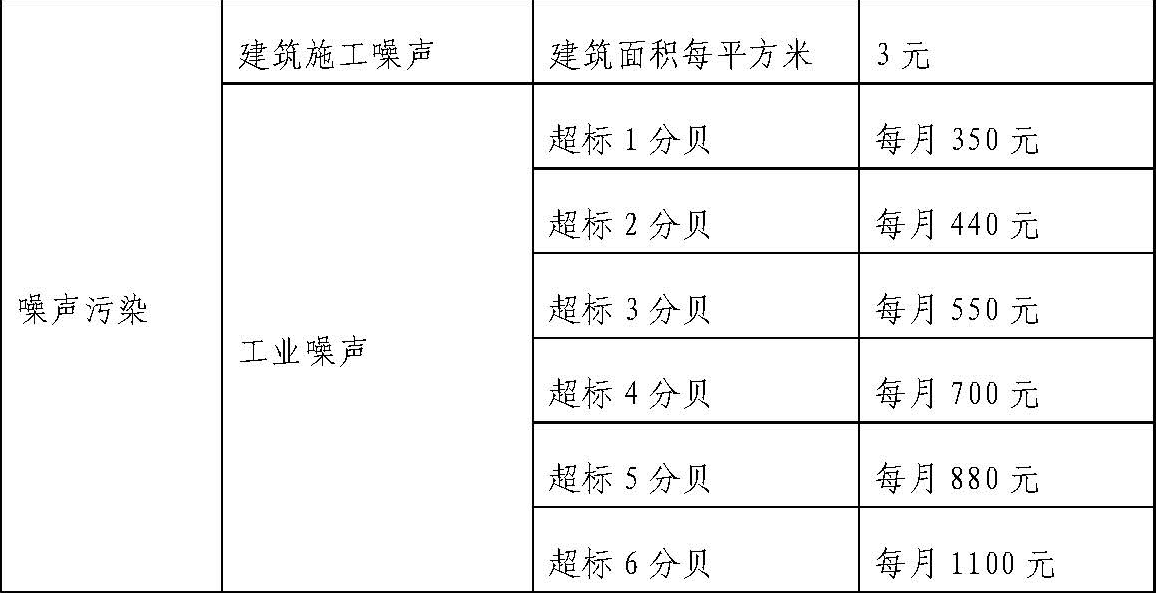 建筑施工噪声 建筑面积每平方米 3元
超标 1 分贝 每月 350 元
超标 2 分贝 每月 440 元
噪声污染 超标 3 分贝 每月 550 元
工业噪声
超标 4 分贝 每月 700 元
超标 5 分贝 每月 880 元
超标 6 分贝 每月 1100 元